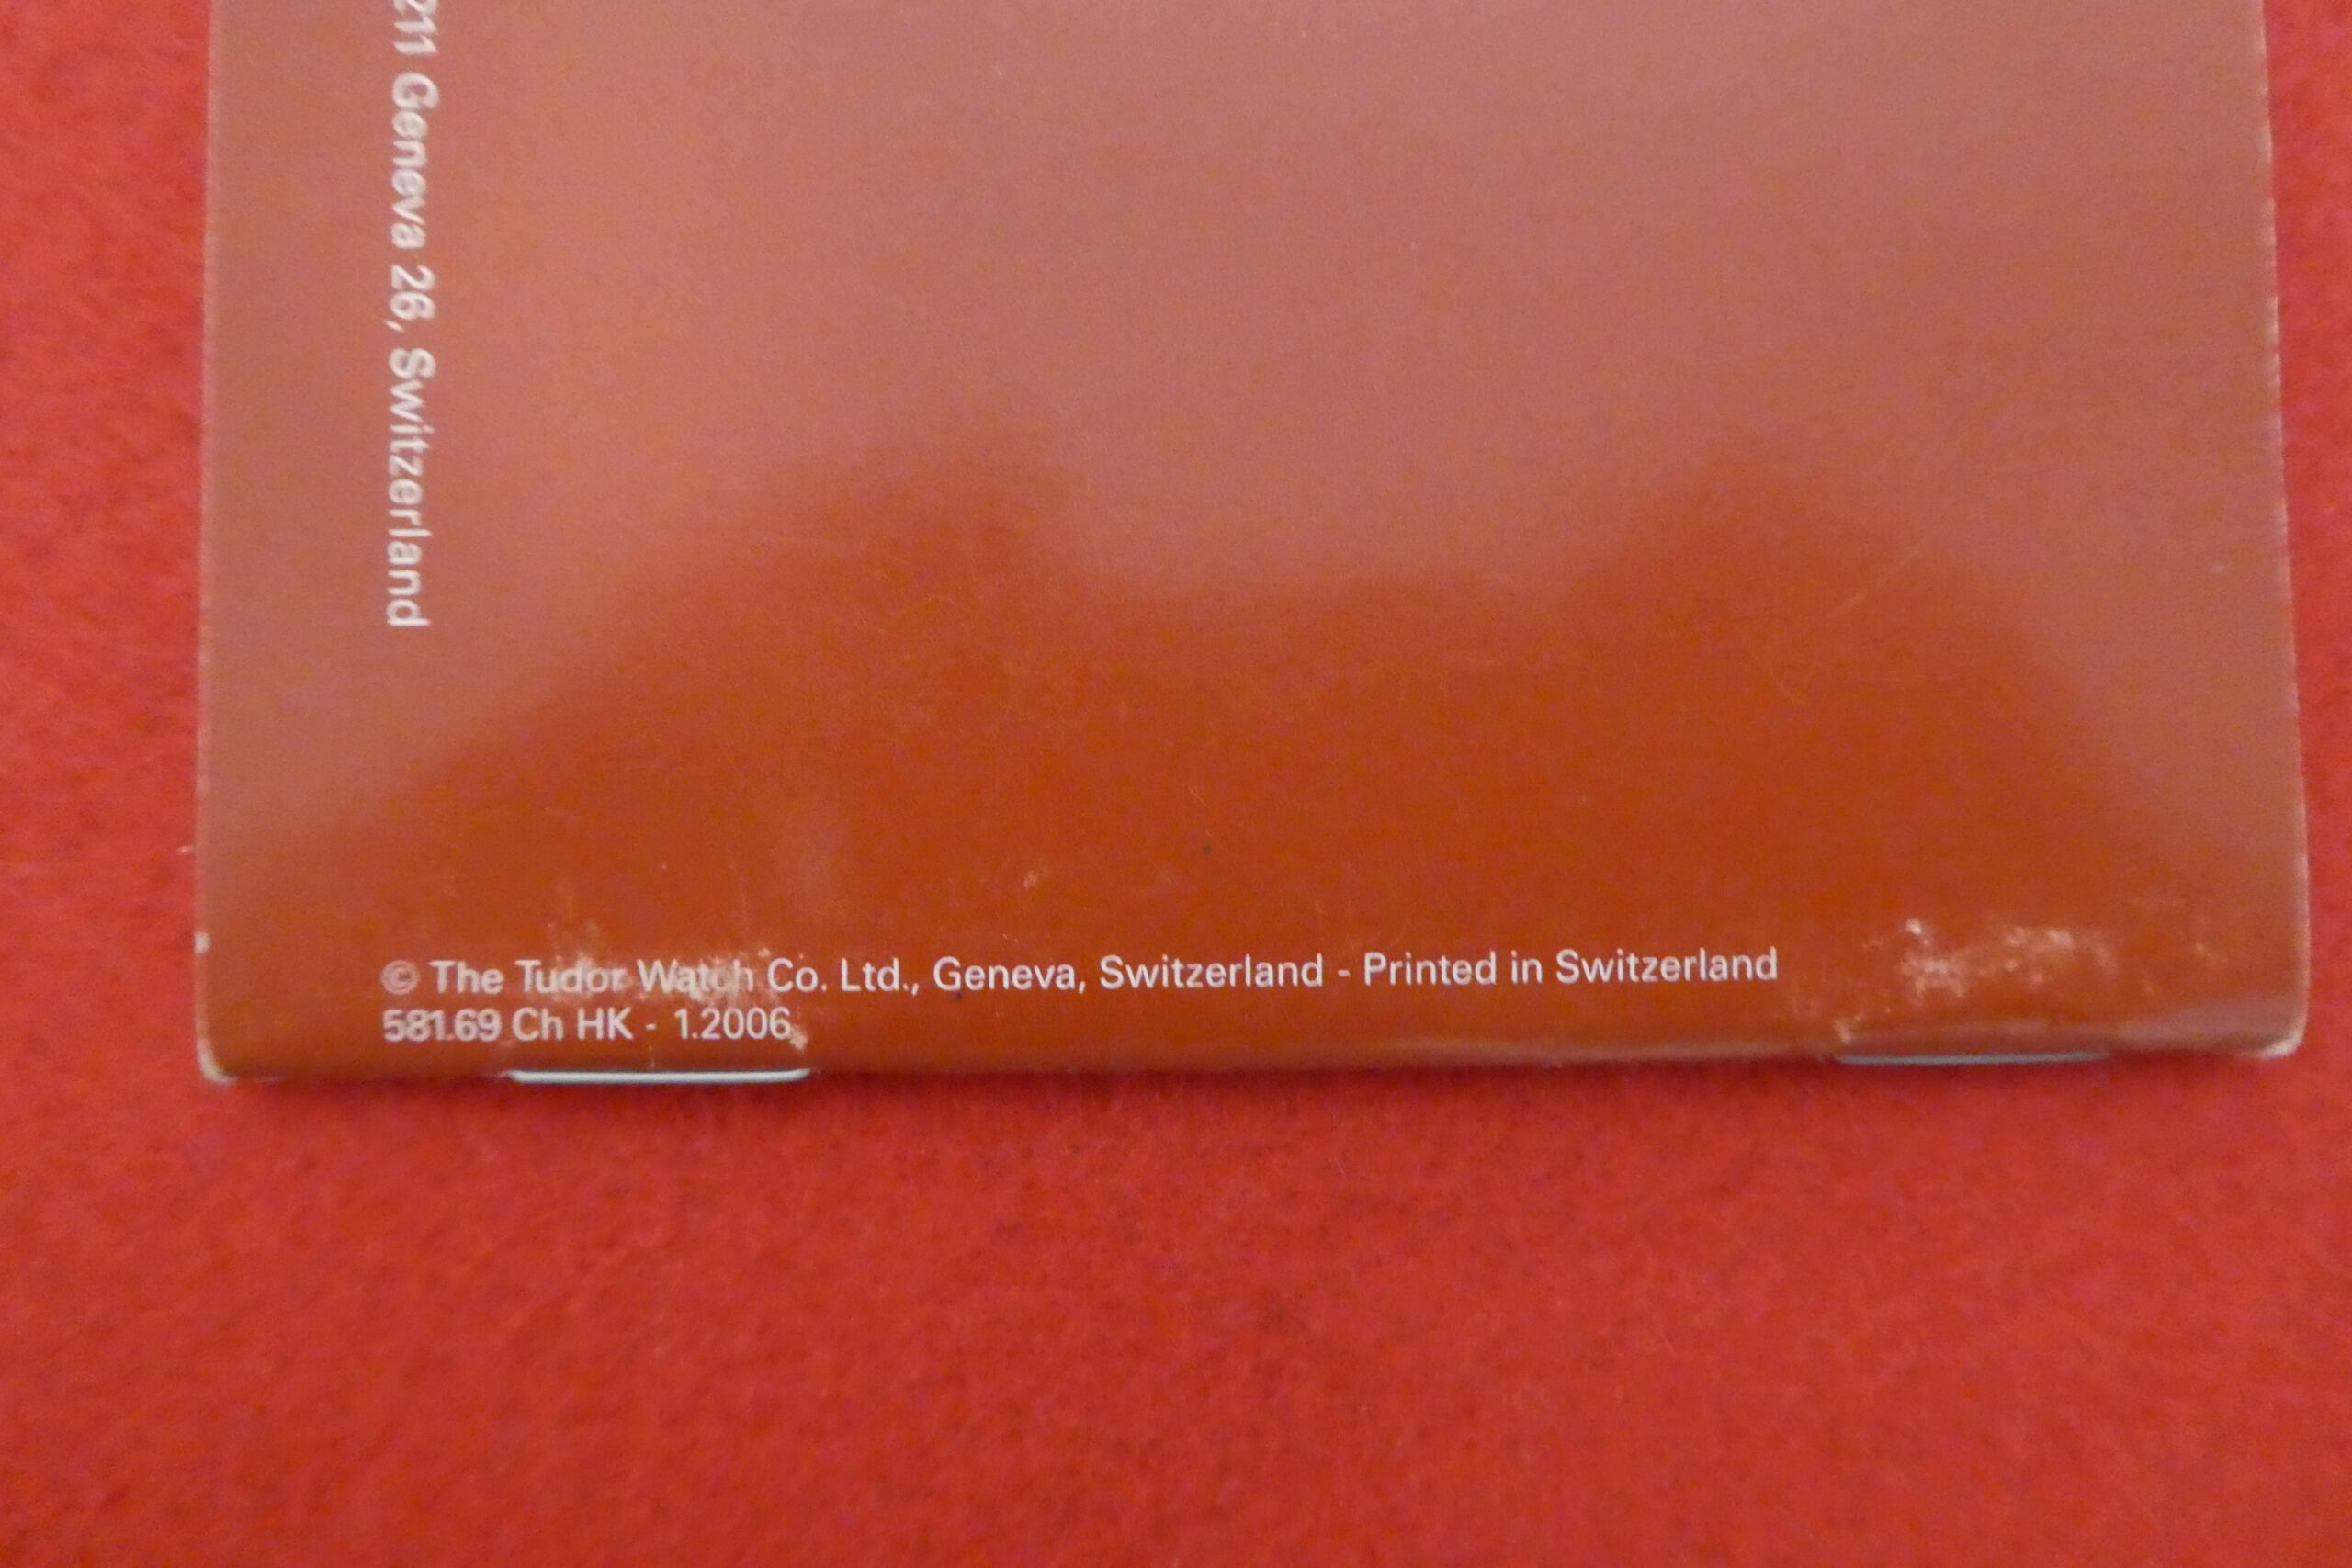 211 Geneva 26, Switzerland
© The Tudor Watch Co. Ltd., Geneva, Switzerland - Printed in Switzerland
581.69 Ch HK - 1.2006